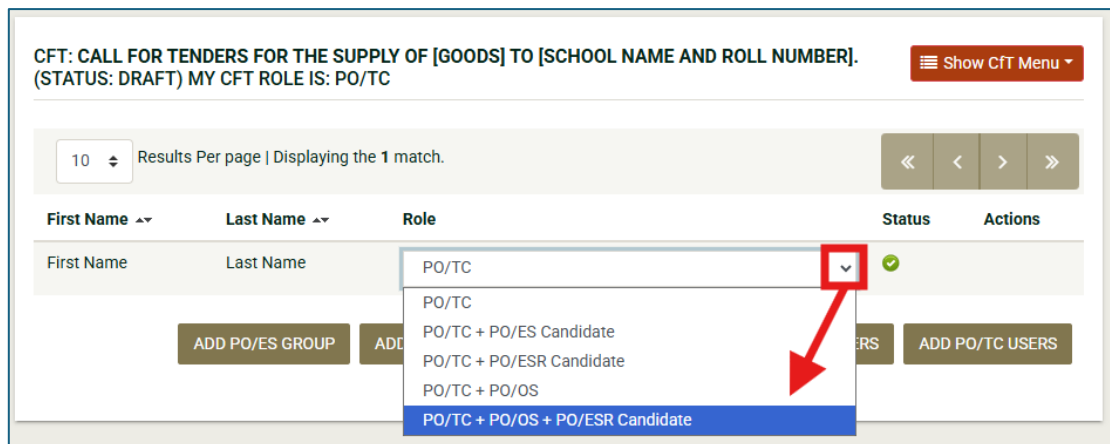 CFT: CALL FOR TENDERS FOR THE SUPPLY OF [GOODS] TO [SCHOOL NAME AND ROLL NUMBER].
(STATUS: DRAFT) MY CFT ROLE IS: PO/TC
Show CfT Menu
10 Results Per page | Displaying the 1 match.
First Name Last Name Role Status Actions
First Name Last Name PO/TC
PO/TC
PO/TC + PO/ES Candidate
PO/TC + PO/ESR Candidate
PO/TC + PO/OS
PO/TC + PO/OS + PO/ESR Candidate
ADD PO/ES GROUP ADD PO/TC USERS